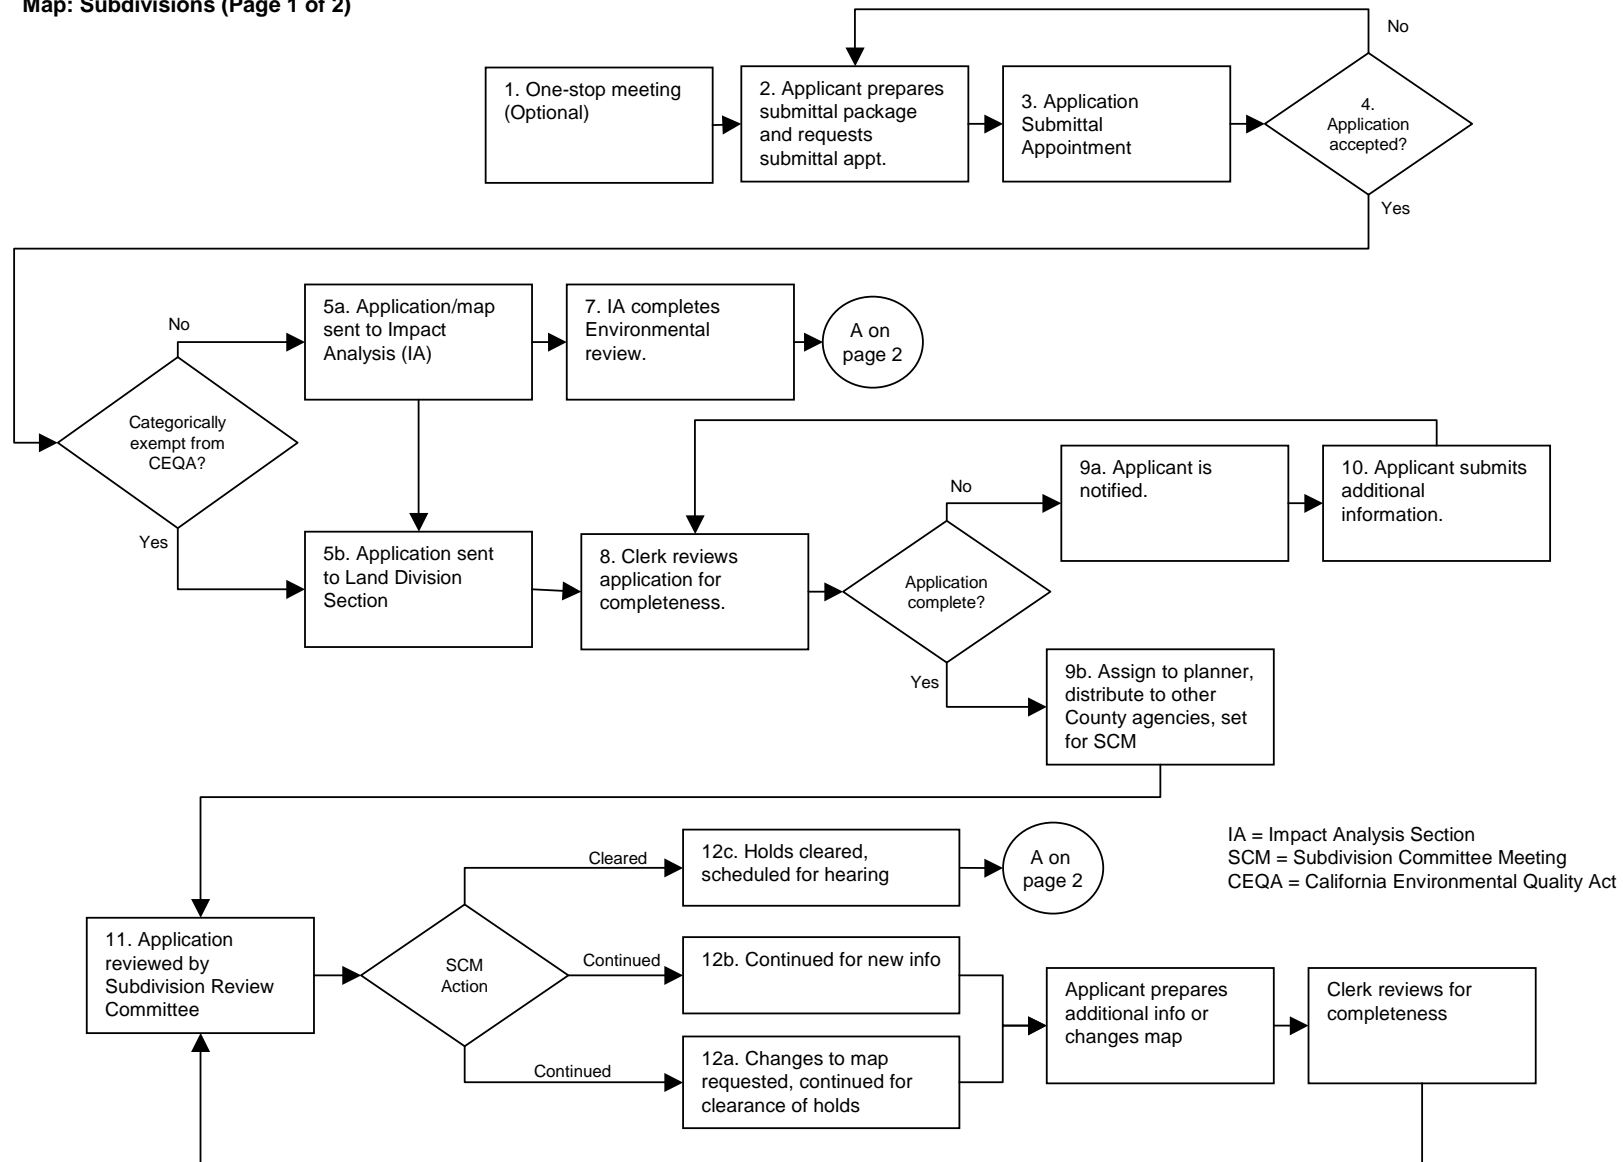 Map: Subdivisions (Page 1 of 2)
No
1. One-stop meeting
(Optional)
2. Applicant prepares
submittal package
and requests
submittal appt.
3. Application
Submittal
Appointment
4.
Application
accepted?
Yes
No
5a. Application/map
sent to Impact
Analysis (IA)
7. IA completes
Environmental
review.
A on
page 2
Categorically
exempt from
CEQA?
Yes
5b. Application sent
to Land Division
Section
8. Clerk reviews
application for
completeness.
Application
complete?
No
9a. Applicant is
notified.
10. Applicant submits
additional
information.
Yes
9b. Assign to planner,
distribute to other
County agencies, set
for SCM
IA = Impact Analysis Section
SCM = Subdivision Committee Meeting
CEQA = California Environmental Quality Act
11. Application
reviewed by
Subdivision Review
Committee
SCM
Action
Cleared
12c. Holds cleared,
scheduled for hearing
A on
page 2
Continued
12b. Continued for new info
Continued
12a. Changes to map
requested, continued for
clearance of holds
Applicant prepares
additional info or
changes map
Clerk reviews for
completeness